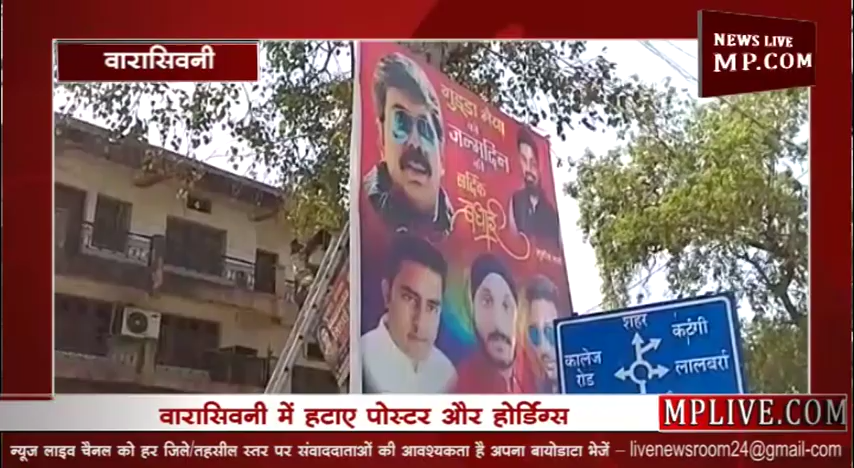 वारासिवनी
NEWS LIVE
MP.COM
गुड्डा भैया
को
जन्मदिन
की
हार्दिक
बधाई
शहर
कटंगी
कालेज
रोड
लालबर्रा
वारासिवनी में हटाए पोस्टर और होर्डिग्स
MPLIVE.COM
न्यूज लाइव चैनल को हर जिले/तहसील स्तर पर संवाददाताओं की आवश्यकता है अपना बायोडाटा भेजें – livenewsroom24@gmail-com